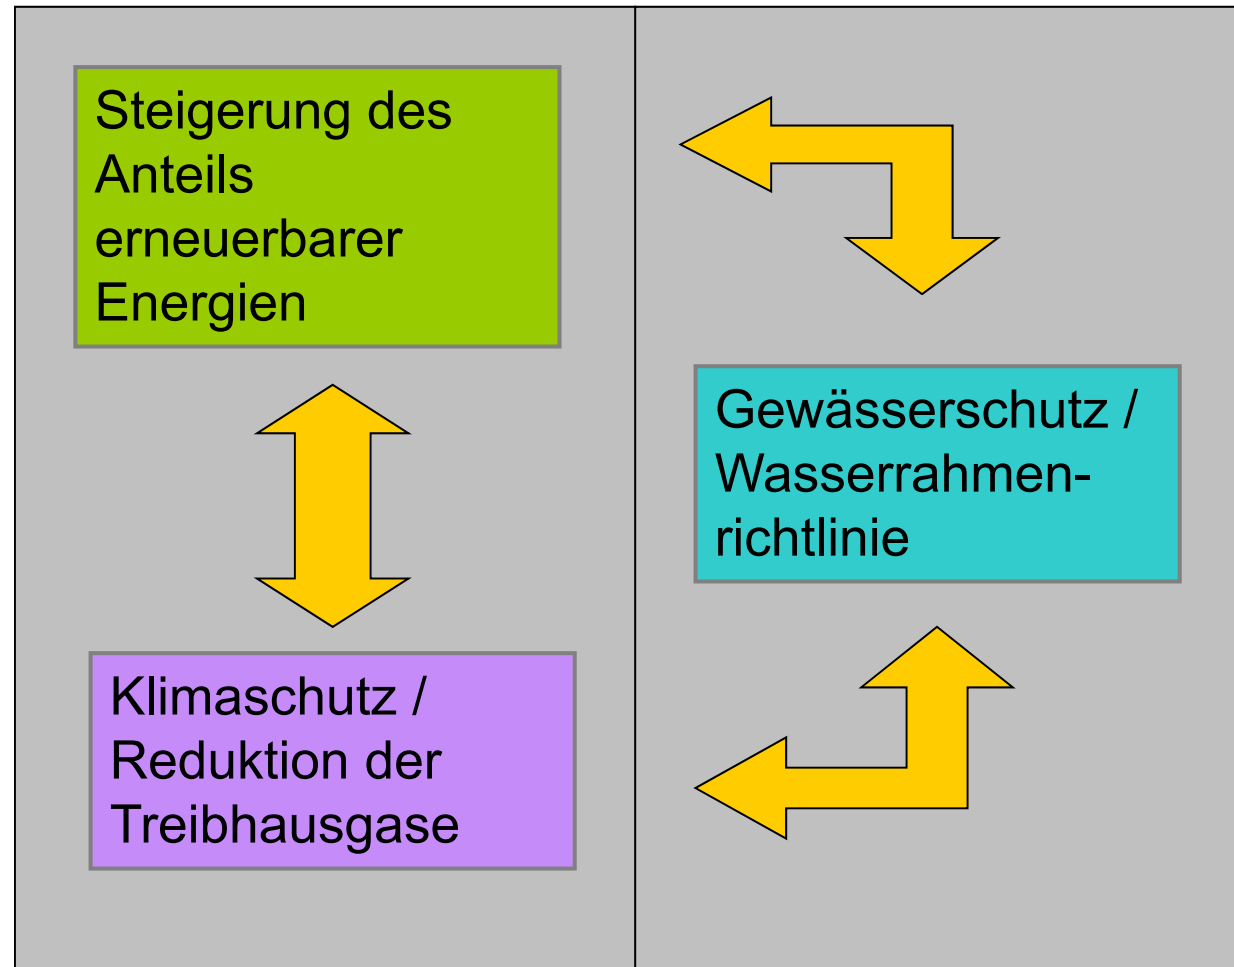 Steigerung des
Anteils
erneuerbarer
Energien
Gewässerschutz /
Wasserrahmen-
richtlinie
Klimaschutz /
Reduktion der
Treibhausgase